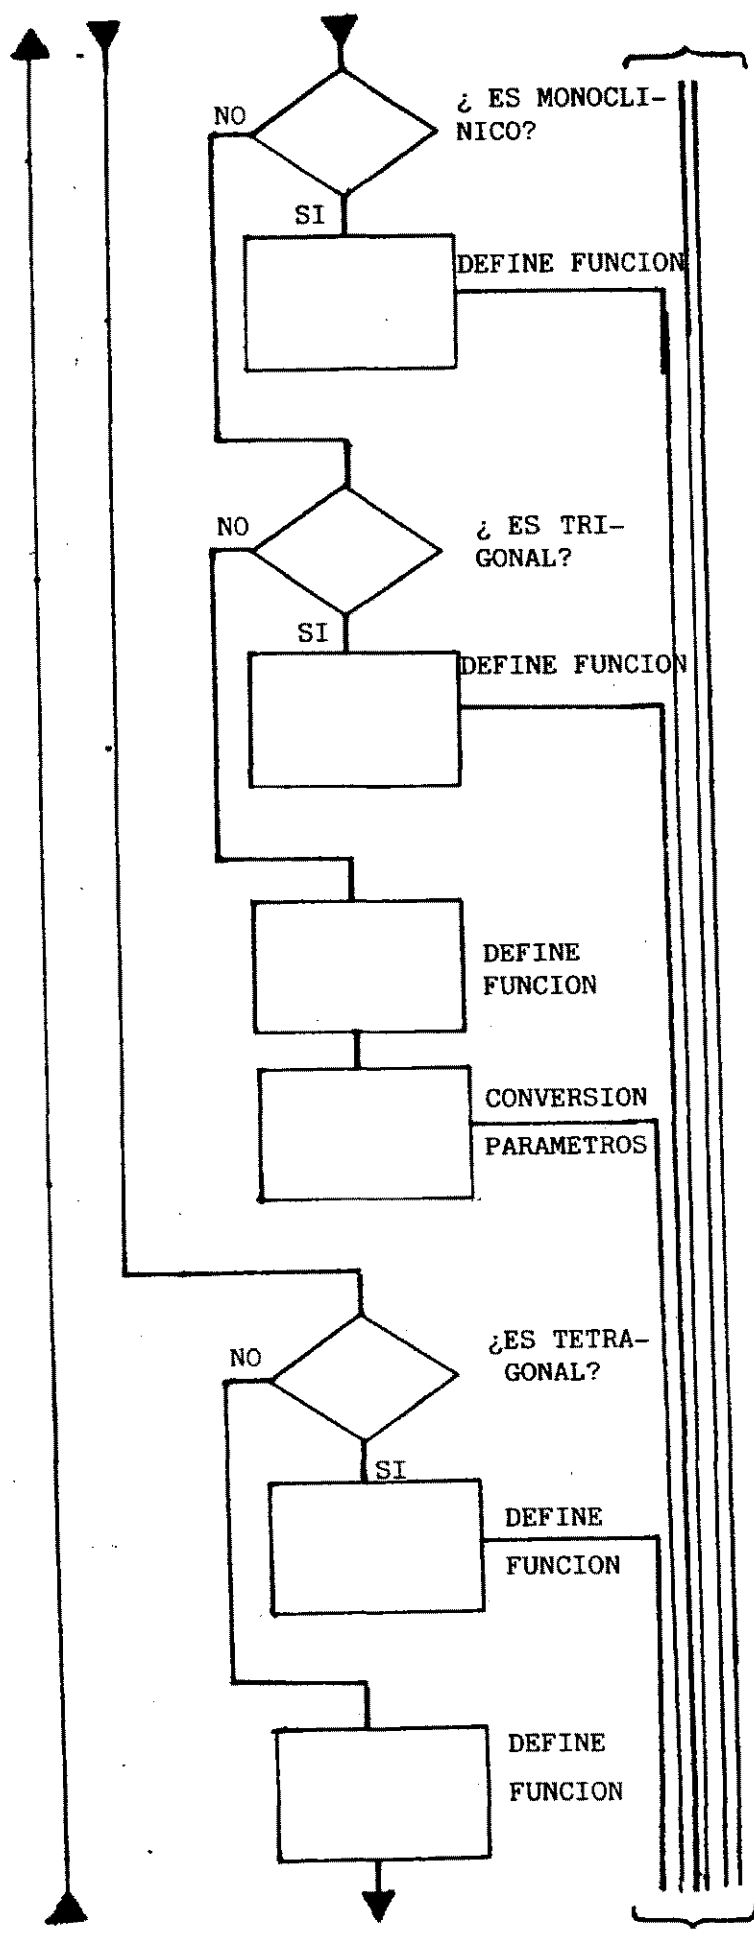 ¿ ES MONOCLI-
NO
NICO?
SI
DEFINE FUNCION
¿ ES TRI-
NO
GONAL?
SI
DEFINE FUNCION
DEFINE
FUNCION
CONVERSION
PARAMETROS
¿ES TETRA-
NO
GONAL?
SI
DEFINE
FUNCION
DEFINE
FUNCION